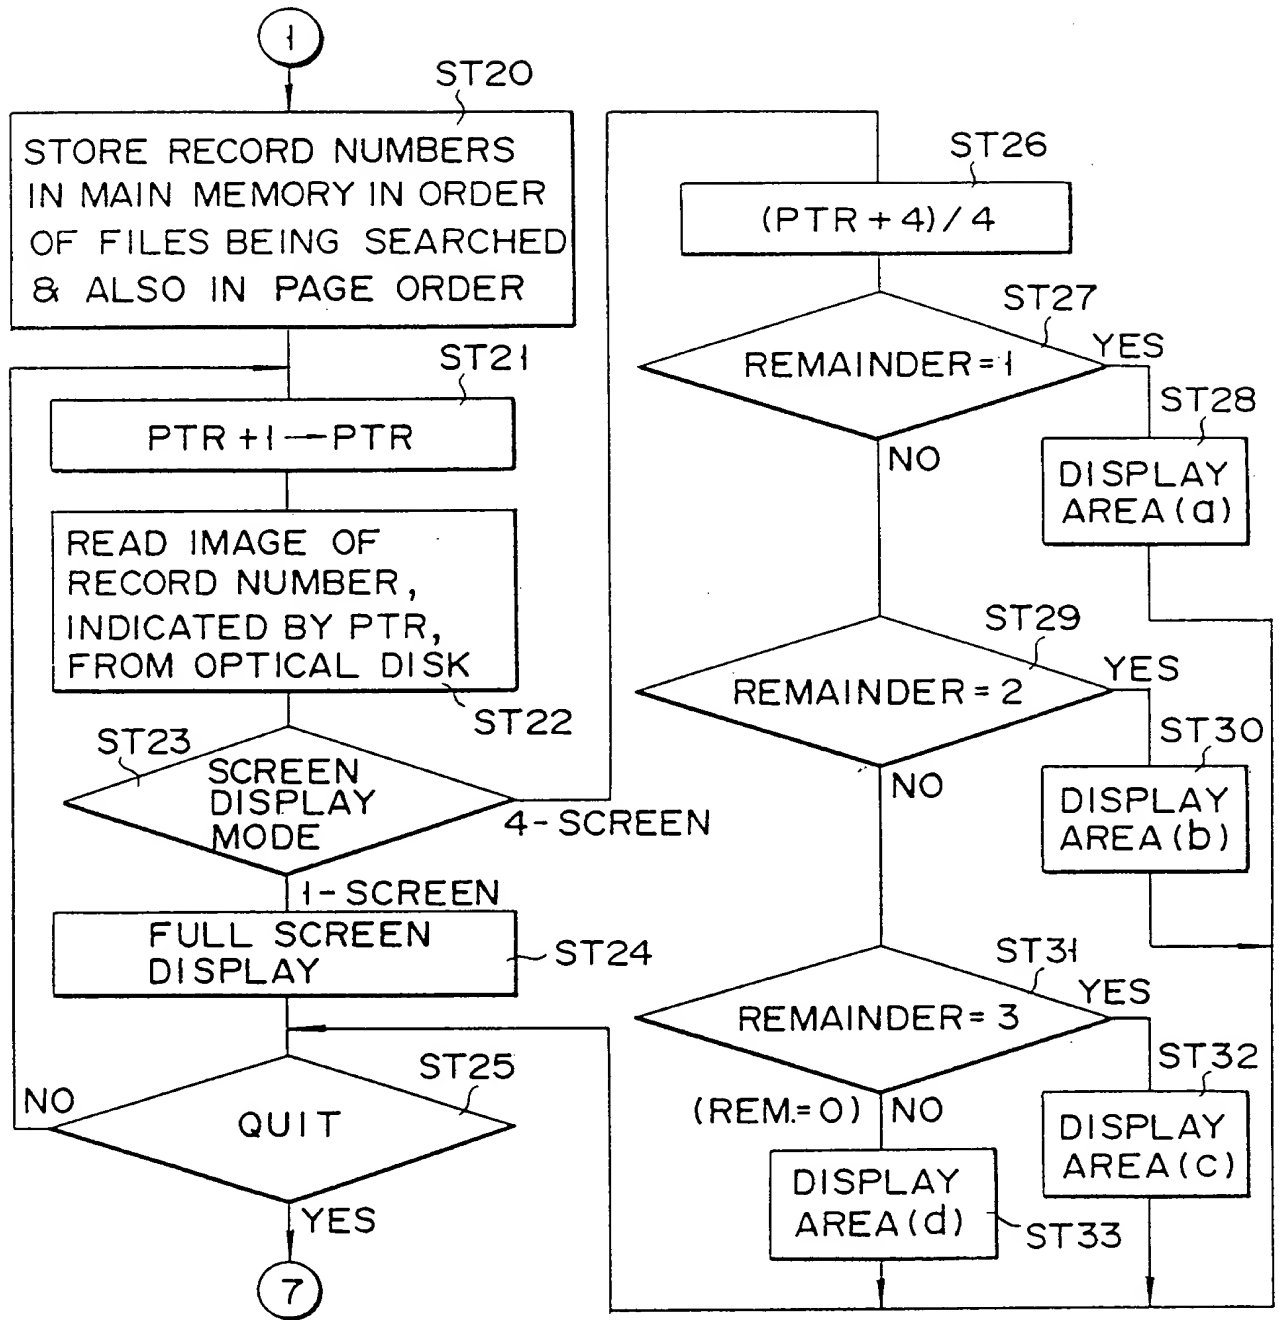 1
ST20
STORE RECORD NUMBERS
IN MAIN MEMORY IN ORDER
OF FILES BEING SEARCHED
& ALSO IN PAGE ORDER
ST21
PTR + 1 → PTR
READ IMAGE OF
RECORD NUMBER,
INDICATED BY PTR,
FROM OPTICAL DISK
ST22
ST23
SCREEN
DISPLAY
MODE
4-SCREEN
1-SCREEN
FULL SCREEN
DISPLAY
ST24
ST25
NO
QUIT
YES
7
ST26
(PTR + 4)/4
ST27
REMAINDER = 1
YES
NO
ST28
DISPLAY
AREA(a)
ST29
REMAINDER = 2
YES
NO
ST30
DISPLAY
AREA(b)
ST31
REMAINDER = 3
YES
(REM.=0) NO
ST32
DISPLAY
AREA(c)
DISPLAY
AREA(d)
ST33